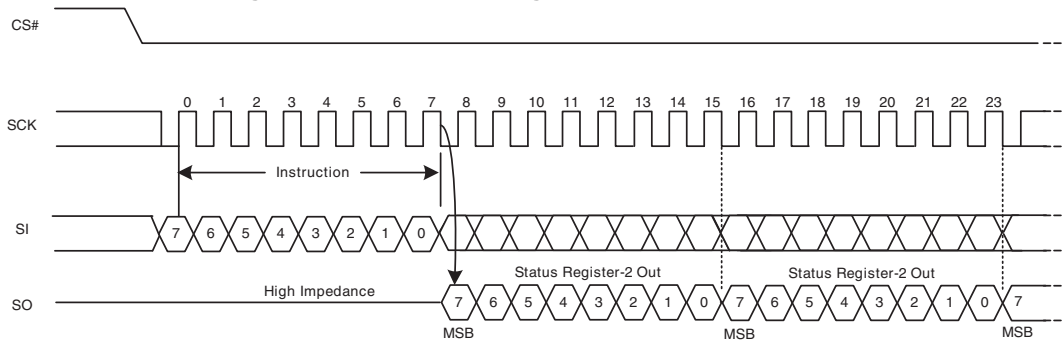 CS#
0 1 2 3 4 5 6 7 8 9 10 11 12 13 14 15 16 17 18 19 20 21 22 23
SCK
Instruction
SI
7 6 5 4 3 2 1 0
Status Register-2 Out Status Register-2 Out
High Impedance
SO
7 6 5 4 3 2 1 0 7 6 5 4 3 2 1 0 7
MSB MSB MSB